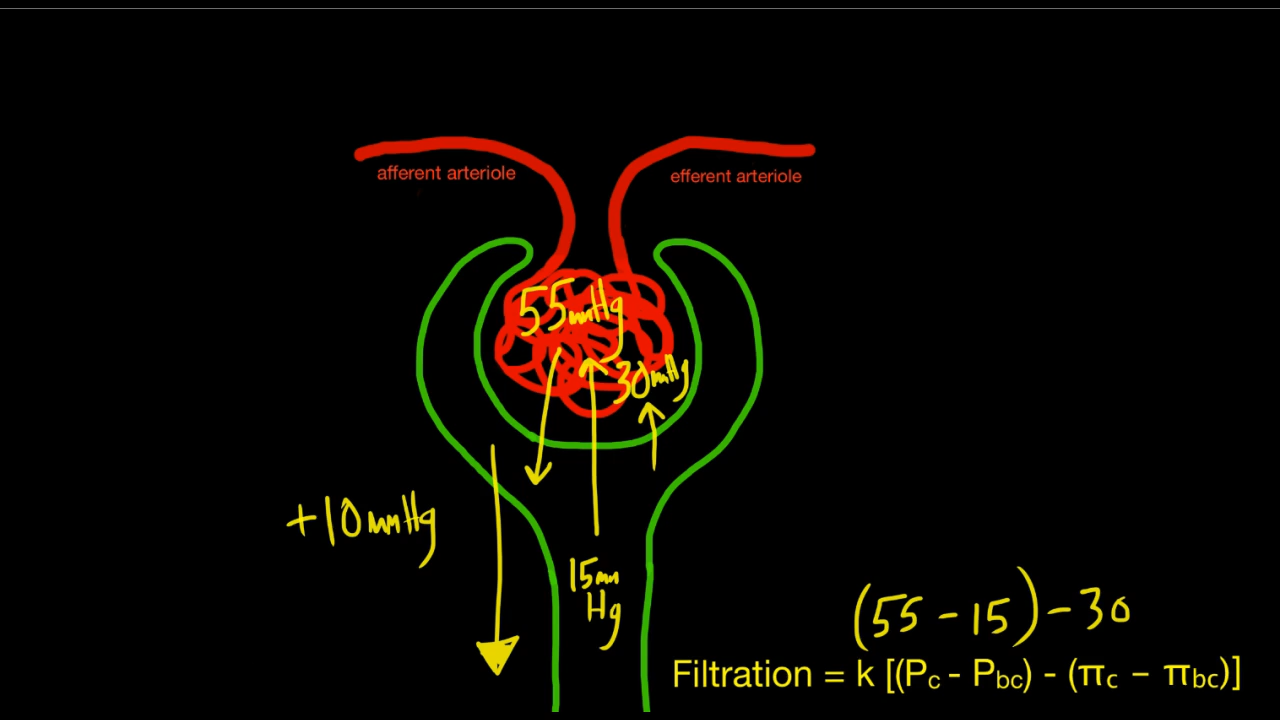 afferent arteriole
efferent arteriole
55mmHg
30mmHg
+10mmHg
15mm
Hg
(55-15)-30
Filtration = k [(Pc - Pbc) - (πc − πbc)]